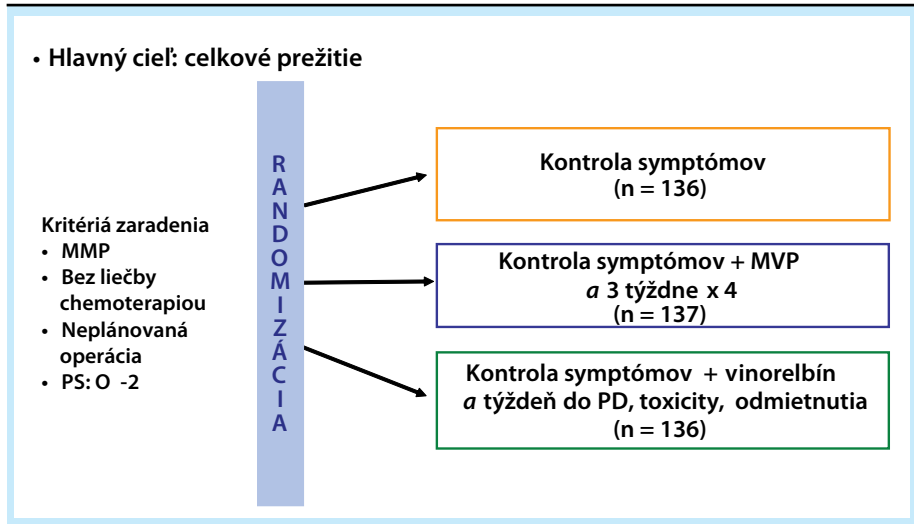 • Hlavný cieľ: celkové prežitie
Kritériá zaradenia
• MMP
• Bez liečby
chemoterapiou
• Neplánovaná
operácia
• PS: O -2
RANDOMIZÁCIA
Kontrola symptómov
(n = 136)
Kontrola symptómov + MVP
a 3 týždne x 4
(n = 137)
Kontrola symptómov + vinorelbín
a týždeň do PD, toxicity, odmietnutia
(n = 136)